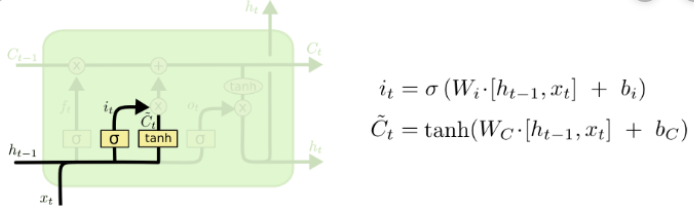 h_t
C_{t-1} C_t
f_t i_t C̃_t o_t tanh
σ σ tanh σ
h_{t-1} h_t
x_t
i_t = σ (W_i·[h_{t-1}, x_t] + b_i)
C̃_t = tanh(W_C·[h_{t-1}, x_t] + b_C)